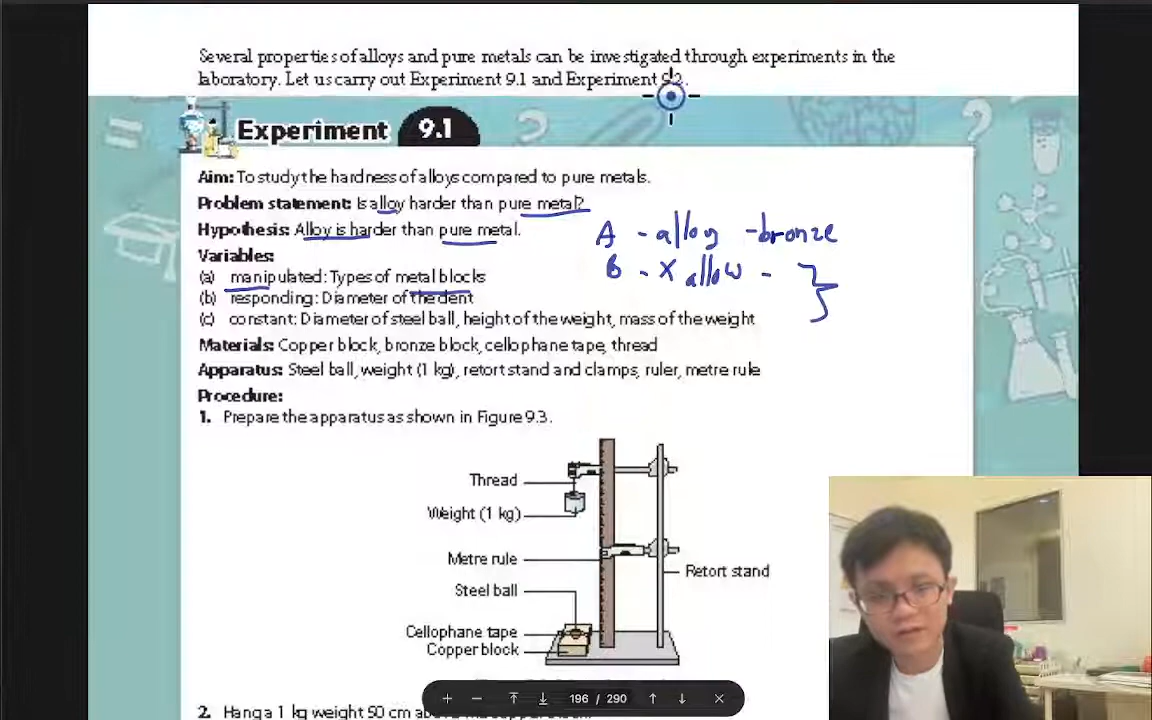 Several properties of alloys and pure metals can be investigated through experiments in the
laboratory. Let us carry out Experiment 9.1 and Experiment 9.2.
Experiment 9.1
Aim: To study the hardness of alloys compared to pure metals.
Problem statement: Is alloy harder than pure metal?
Hypothesis: Alloy is harder than pure metal.
A - alloy - bronze
Variables:
B - X allow -
(a) manipulated: Types of metal blocks
(b) responding: Diameter of the dent
(c) constant: Diameter of steel ball, height of the weight, mass of the weight
Materials: Copper block, bronze block, cellophane tape, thread
Apparatus: Steel ball, weight (1 kg), retort stand and clamps, ruler, metre rule
Procedure:
1. Prepare the apparatus as shown in Figure 9.3.
Thread
Weight (1 kg)
Metre rule
Retort stand
Steel ball
Cellophane tape
Copper block
196 / 290
2. Hang a 1 kg weight 50 cm